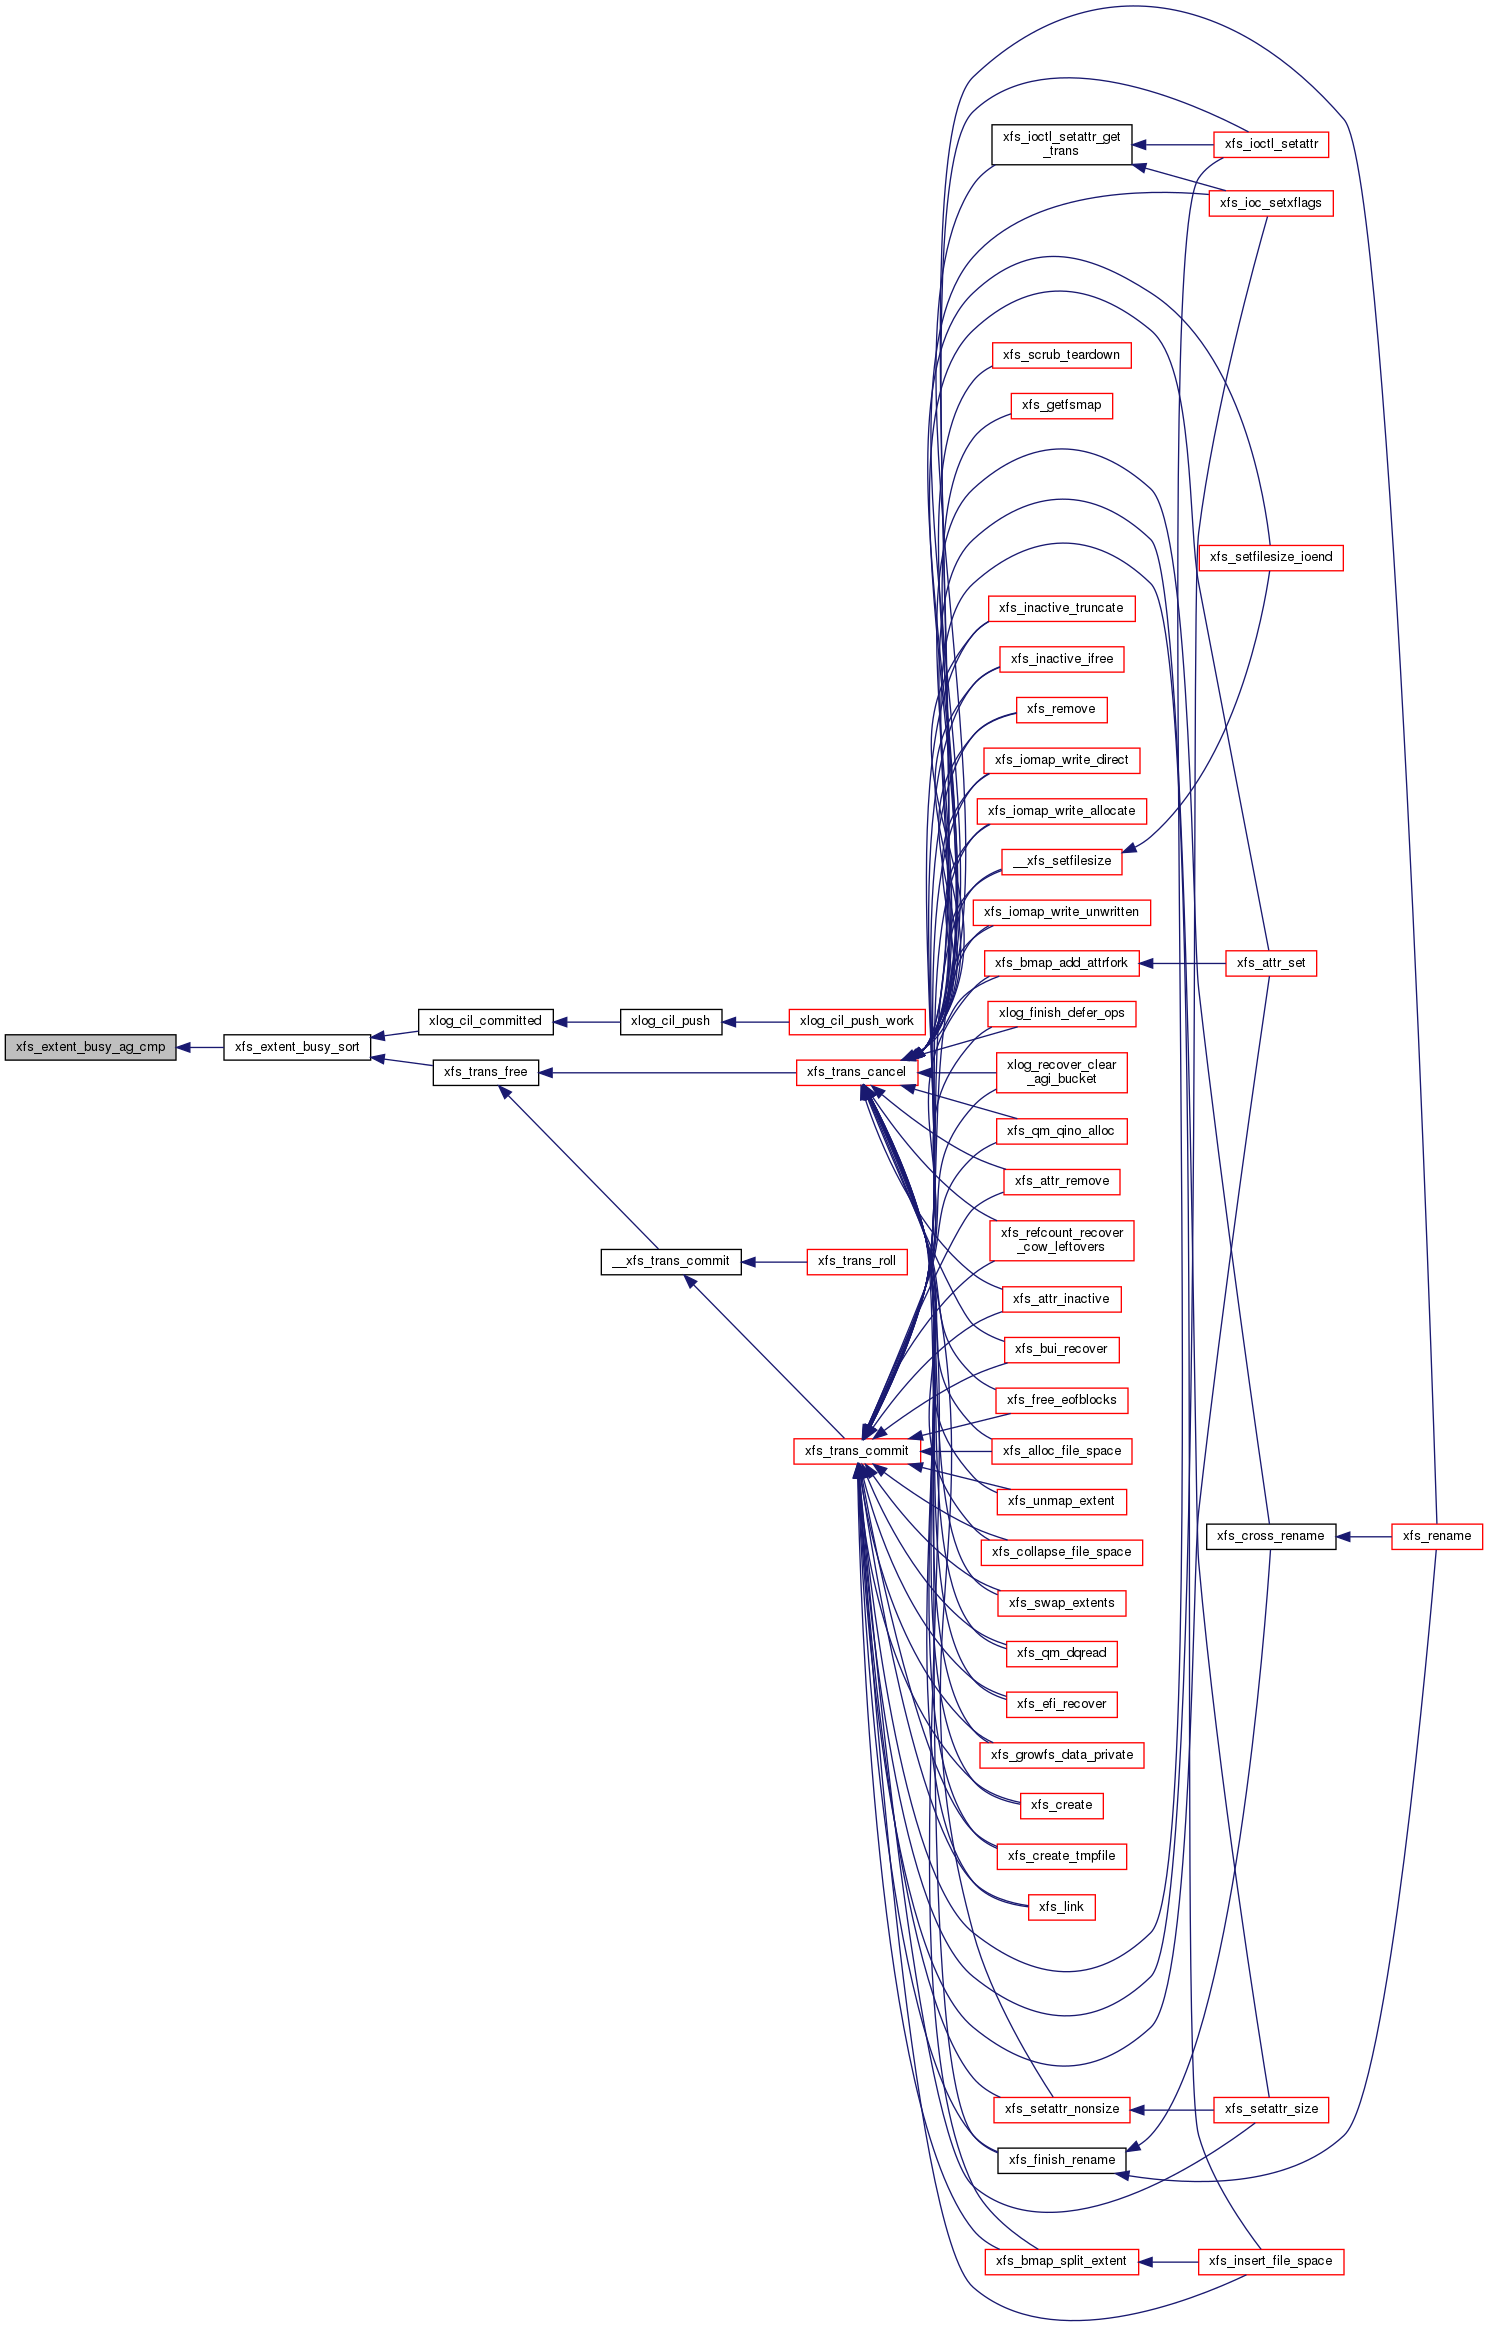 xfs_ioctl_setattr_get
_trans
xfs_ioctl_setattr
xfs_ioc_setxflags
xfs_scrub_teardown
xfs_getfsmap
xfs_setfilesize_ioend
xfs_inactive_truncate
xfs_inactive_ifree
xfs_remove
xfs_iomap_write_direct
xfs_iomap_write_allocate
__xfs_setfilesize
xfs_iomap_write_unwritten
xfs_bmap_add_attrfork
xfs_attr_set
xlog_finish_defer_ops
xlog_cil_committed
xlog_cil_push
xlog_cil_push_work
xfs_extent_busy_ag_cmp
xfs_extent_busy_sort
xfs_trans_free
xfs_trans_cancel
xlog_recover_clear
_agi_bucket
xfs_qm_qino_alloc
xfs_attr_remove
xfs_refcount_recover
_cow_leftovers
__xfs_trans_commit
xfs_trans_roll
xfs_attr_inactive
xfs_bui_recover
xfs_free_eofblocks
xfs_trans_commit
xfs_alloc_file_space
xfs_unmap_extent
xfs_cross_rename
xfs_rename
xfs_collapse_file_space
xfs_swap_extents
xfs_qm_dqread
xfs_efi_recover
xfs_growfs_data_private
xfs_create
xfs_create_tmpfile
xfs_link
xfs_setattr_nonsize
xfs_setattr_size
xfs_finish_rename
xfs_bmap_split_extent
xfs_insert_file_space